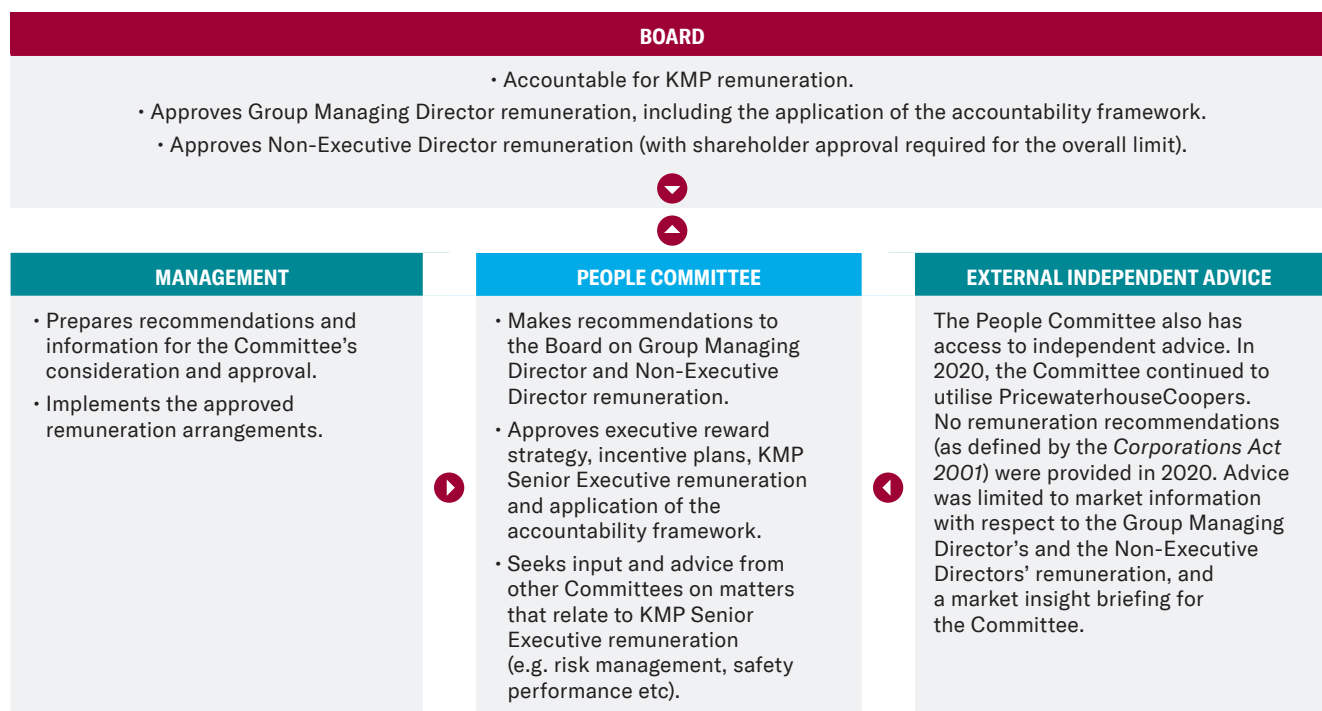 BOARD
• Accountable for KMP remuneration.
• Approves Group Managing Director remuneration, including the application of the accountability framework.
• Approves Non-Executive Director remuneration (with shareholder approval required for the overall limit).
MANAGEMENT
• Prepares recommendations and
information for the Committee’s
consideration and approval.
• Implements the approved
remuneration arrangements.
PEOPLE COMMITTEE
• Makes recommendations to
the Board on Group Managing
Director and Non-Executive
Director remuneration.
• Approves executive reward
strategy, incentive plans, KMP
Senior Executive remuneration
and application of the
accountability framework.
• Seeks input and advice from
other Committees on matters
that relate to KMP Senior
Executive remuneration
(e.g. risk management, safety
performance etc).
EXTERNAL INDEPENDENT ADVICE
The People Committee also has
access to independent advice. In
2020, the Committee continued to
utilise PricewaterhouseCoopers.
No remuneration recommendations
(as defined by the Corporations Act
2001) were provided in 2020. Advice
was limited to market information
with respect to the Group Managing
Director’s and the Non-Executive
Directors’ remuneration, and
a market insight briefing for
the Committee.